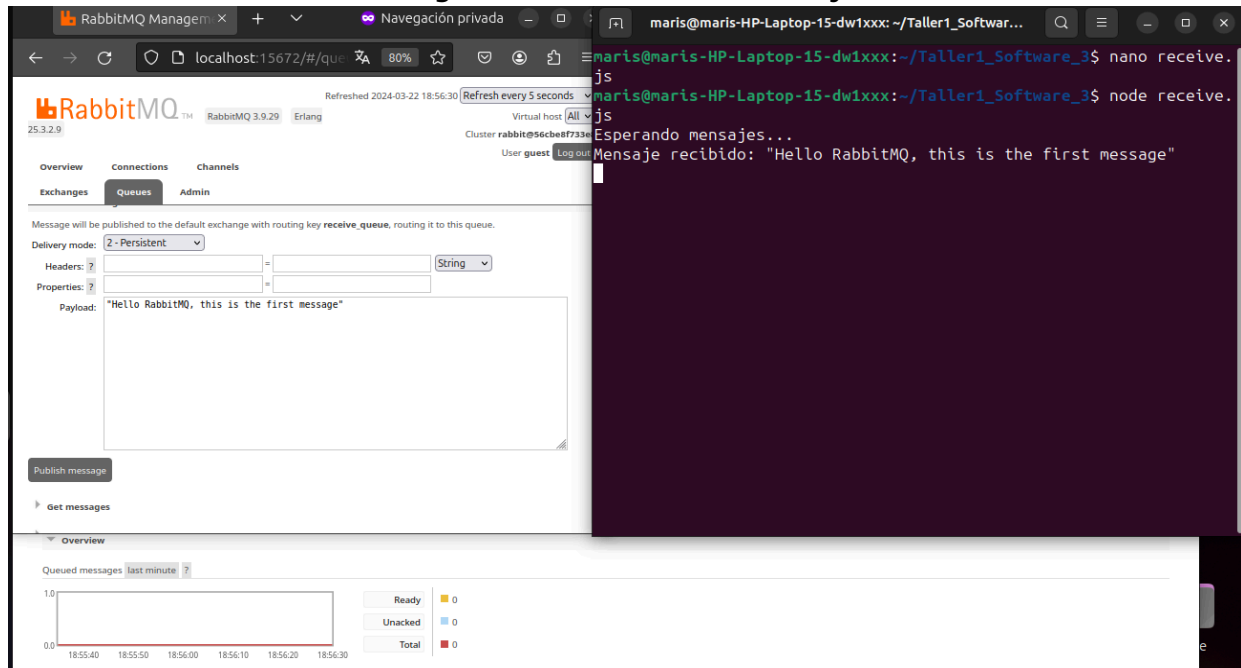 RabbitMQ Managem
Navegación privada
localhost:15672/#/que
80%
RabbitMQ TM
RabbitMQ 3.9.29
Erlang
25.3.2.9
Refreshed 2024-03-22 18:56:30
Refresh every 5 seconds
Virtual host All
Cluster rabbit@56cbe8f733e
User guest
Log out
Overview
Connections
Channels
Exchanges
Queues
Admin
Message will be published to the default exchange with routing key receive_queue, routing it to this queue.
Delivery mode: 2 - Persistent
Headers: ? = String
Properties: ? =
Payload: "Hello RabbitMQ, this is the first message"
Publish message
Get messages
Overview
Queued messages last minute ?
1.0
0.0
18:55:40 18:55:50 18:56:00 18:56:10 18:56:20 18:56:30
Ready 0
Unacked 0
Total 0
maris@maris-HP-Laptop-15-dw1xxx: ~/Taller1_Softwar...
maris@maris-HP-Laptop-15-dw1xxx:~/Taller1_Software_3$ nano receive.
js
maris@maris-HP-Laptop-15-dw1xxx:~/Taller1_Software_3$ node receive.
js
Esperando mensajes...
Mensaje recibido: "Hello RabbitMQ, this is the first message"
e